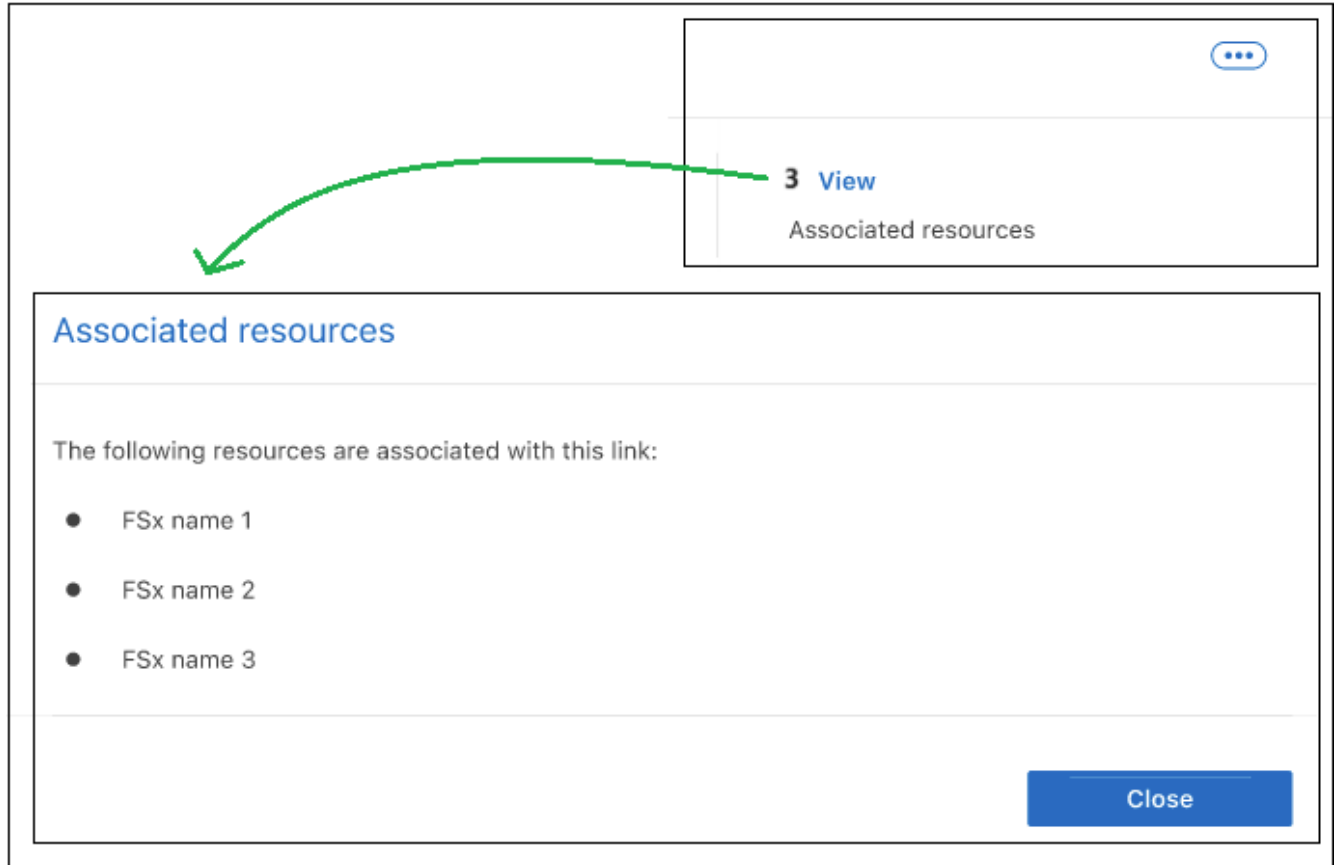 3 View
Associated resources
Associated resources
The following resources are associated with this link:
● FSx name 1
● FSx name 2
● FSx name 3
Close